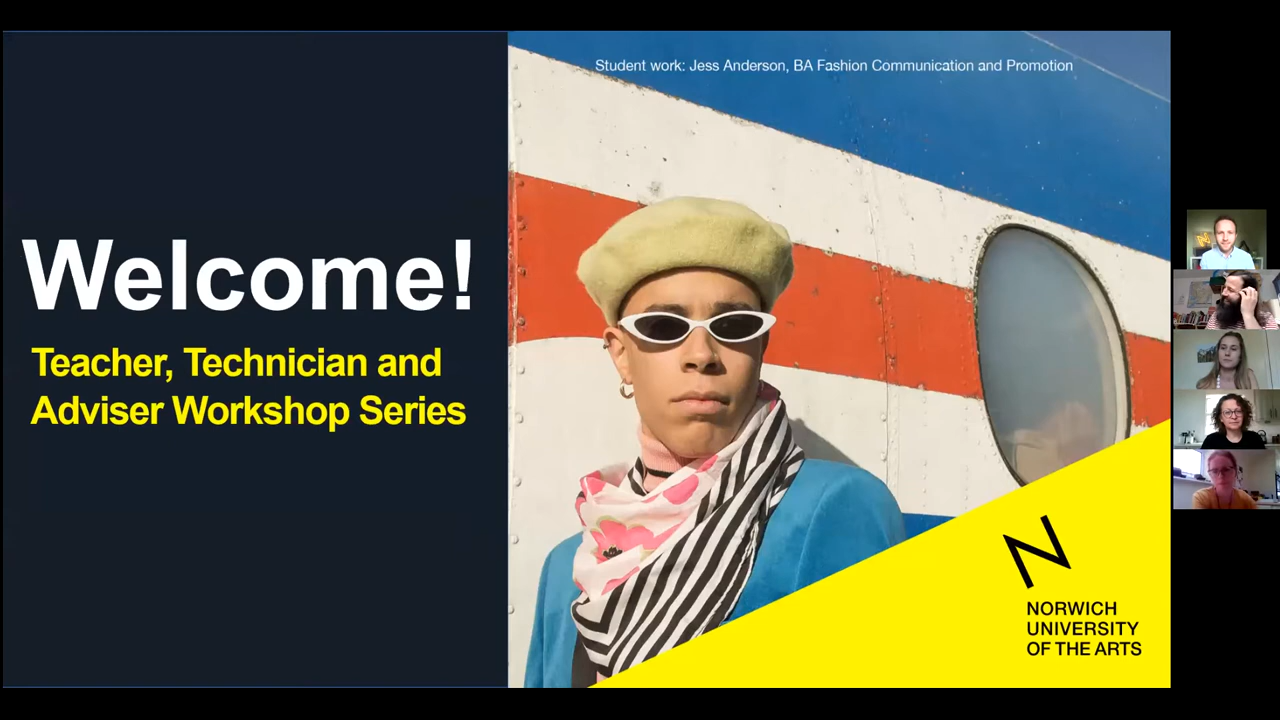 Student work: Jess Anderson, BA Fashion Communication and Promotion
Welcome!
Teacher, Technician and
Adviser Workshop Series
NORWICH
UNIVERSITY
OF THE ARTS